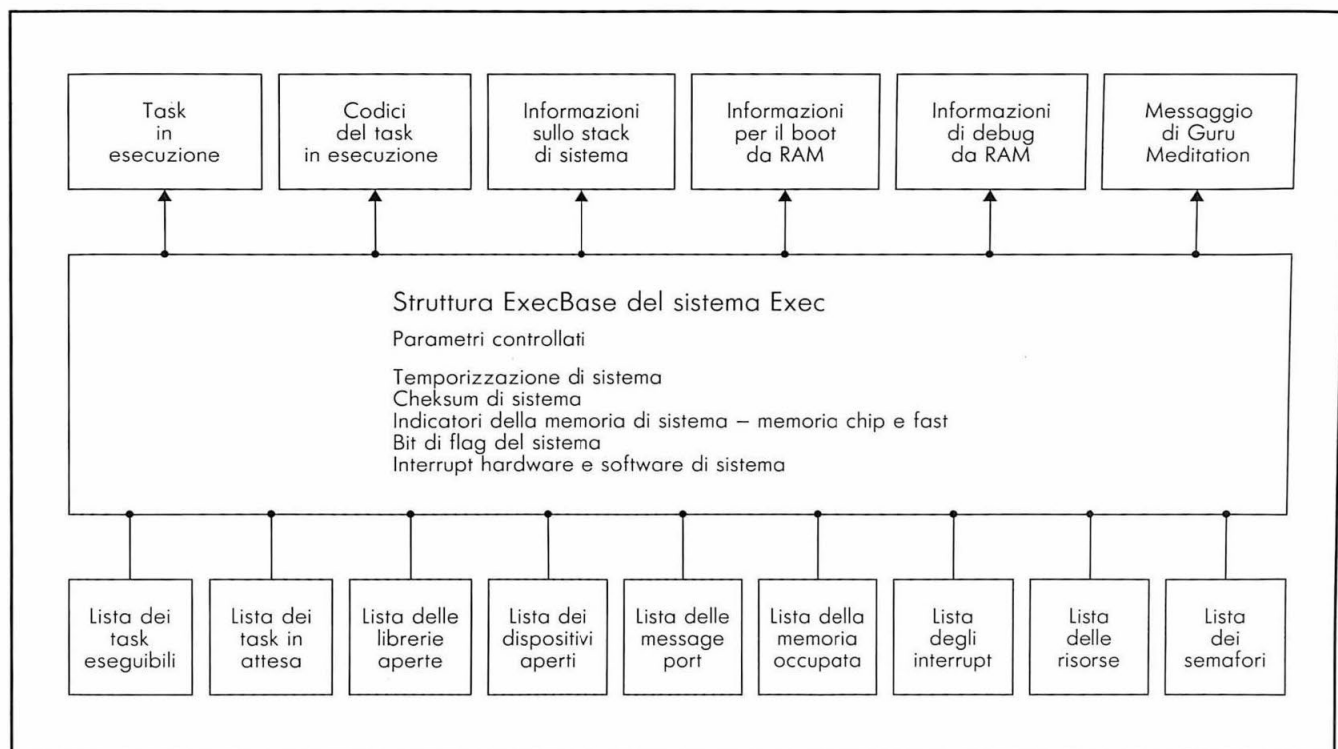 Task
in
esecuzione
Codici
del task
in esecuzione
Informazioni
sullo stack
di sistema
Informazioni
per il boot
da RAM
Informazioni
di debug
da RAM
Messaggio
di Guru
Meditation
Struttura ExecBase del sistema Exec
Parametri controllati
Temporizzazione di sistema
Cheksum di sistema
Indicatori della memoria di sistema – memoria chip e fast
Bit di flag del sistema
Interrupt hardware e software di sistema
Lista dei
task
eseguibili
Lista dei
task in
attesa
Lista delle
librerie
aperte
Lista dei
dispositivi
aperti
Lista delle
message
port
Lista della
memoria
occupata
Lista
degli
interrupt
Lista
delle
risorse
Lista
dei
semafori